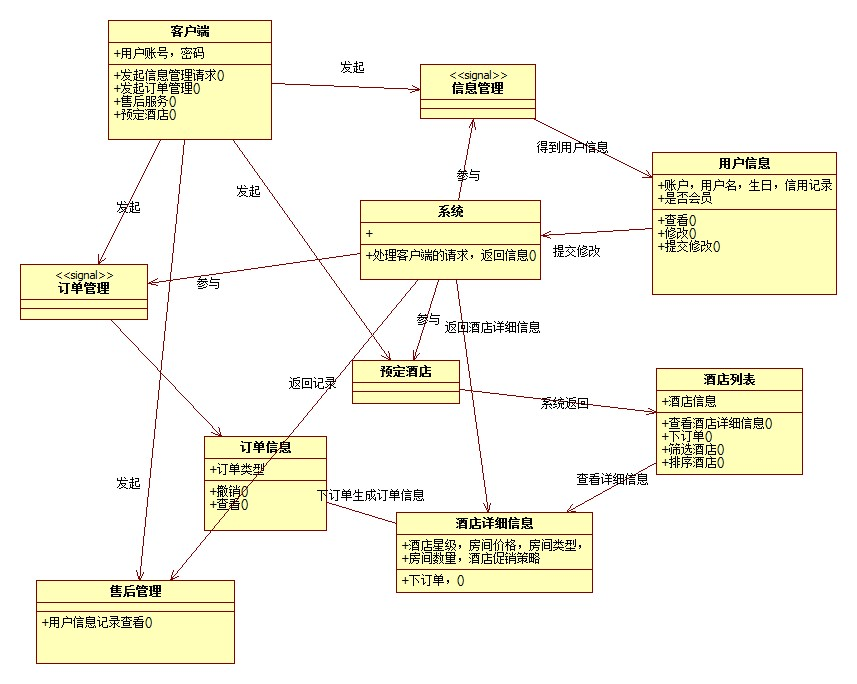 客户端
+用户账号，密码
+发起信息管理请求()
+发起订单管理()
+售后服务()
+预定酒店()
发起
<<signal>>
信息管理
得到用户信息
用户信息
+账户，用户名，生日，信用记录
+是否会员
+查看()
+修改()
+提交修改()
参与
发起
发起
系统
+
+处理客户端的请求，返回信息()
提交修改
<<signal>>
订单管理
参与
参与
返回酒店详细信息
预定酒店
返回记录
系统返回
酒店列表
+酒店信息
+查看酒店详细信息()
+下订单()
+筛选酒店()
+排序酒店()
订单信息
+订单类型
+撤销()
+查看()
发起
下订单生成订单信息
查看详细信息
酒店详细信息
+酒店星级，房间价格，房间类型，
+房间数量，酒店促销策略
+下订单，()
售后管理
+用户信息记录查看()